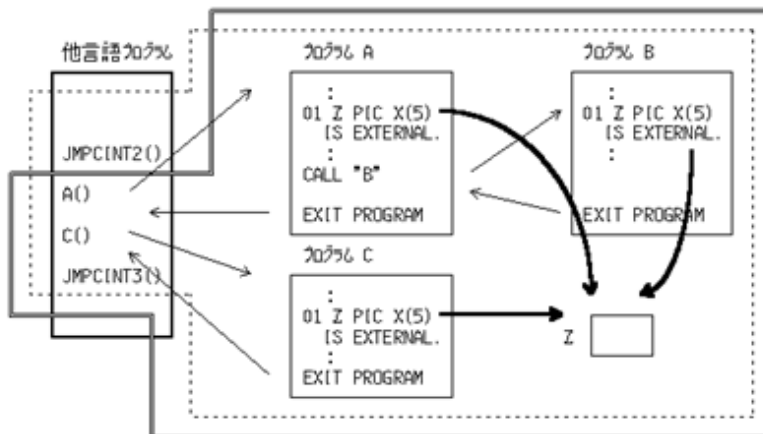 他言語プログラム
JMPCINT2()
A()
C()
JMPCINT3()
プログラム A
:
01 Z PIC X(5)
IS EXTERNAL.
:
CALL "B"
EXIT PROGRAM
プログラム B
:
01 Z PIC X(5)
IS EXTERNAL.
:
EXIT PROGRAM
プログラム C
:
01 Z PIC X(5)
IS EXTERNAL.
:
EXIT PROGRAM
Z